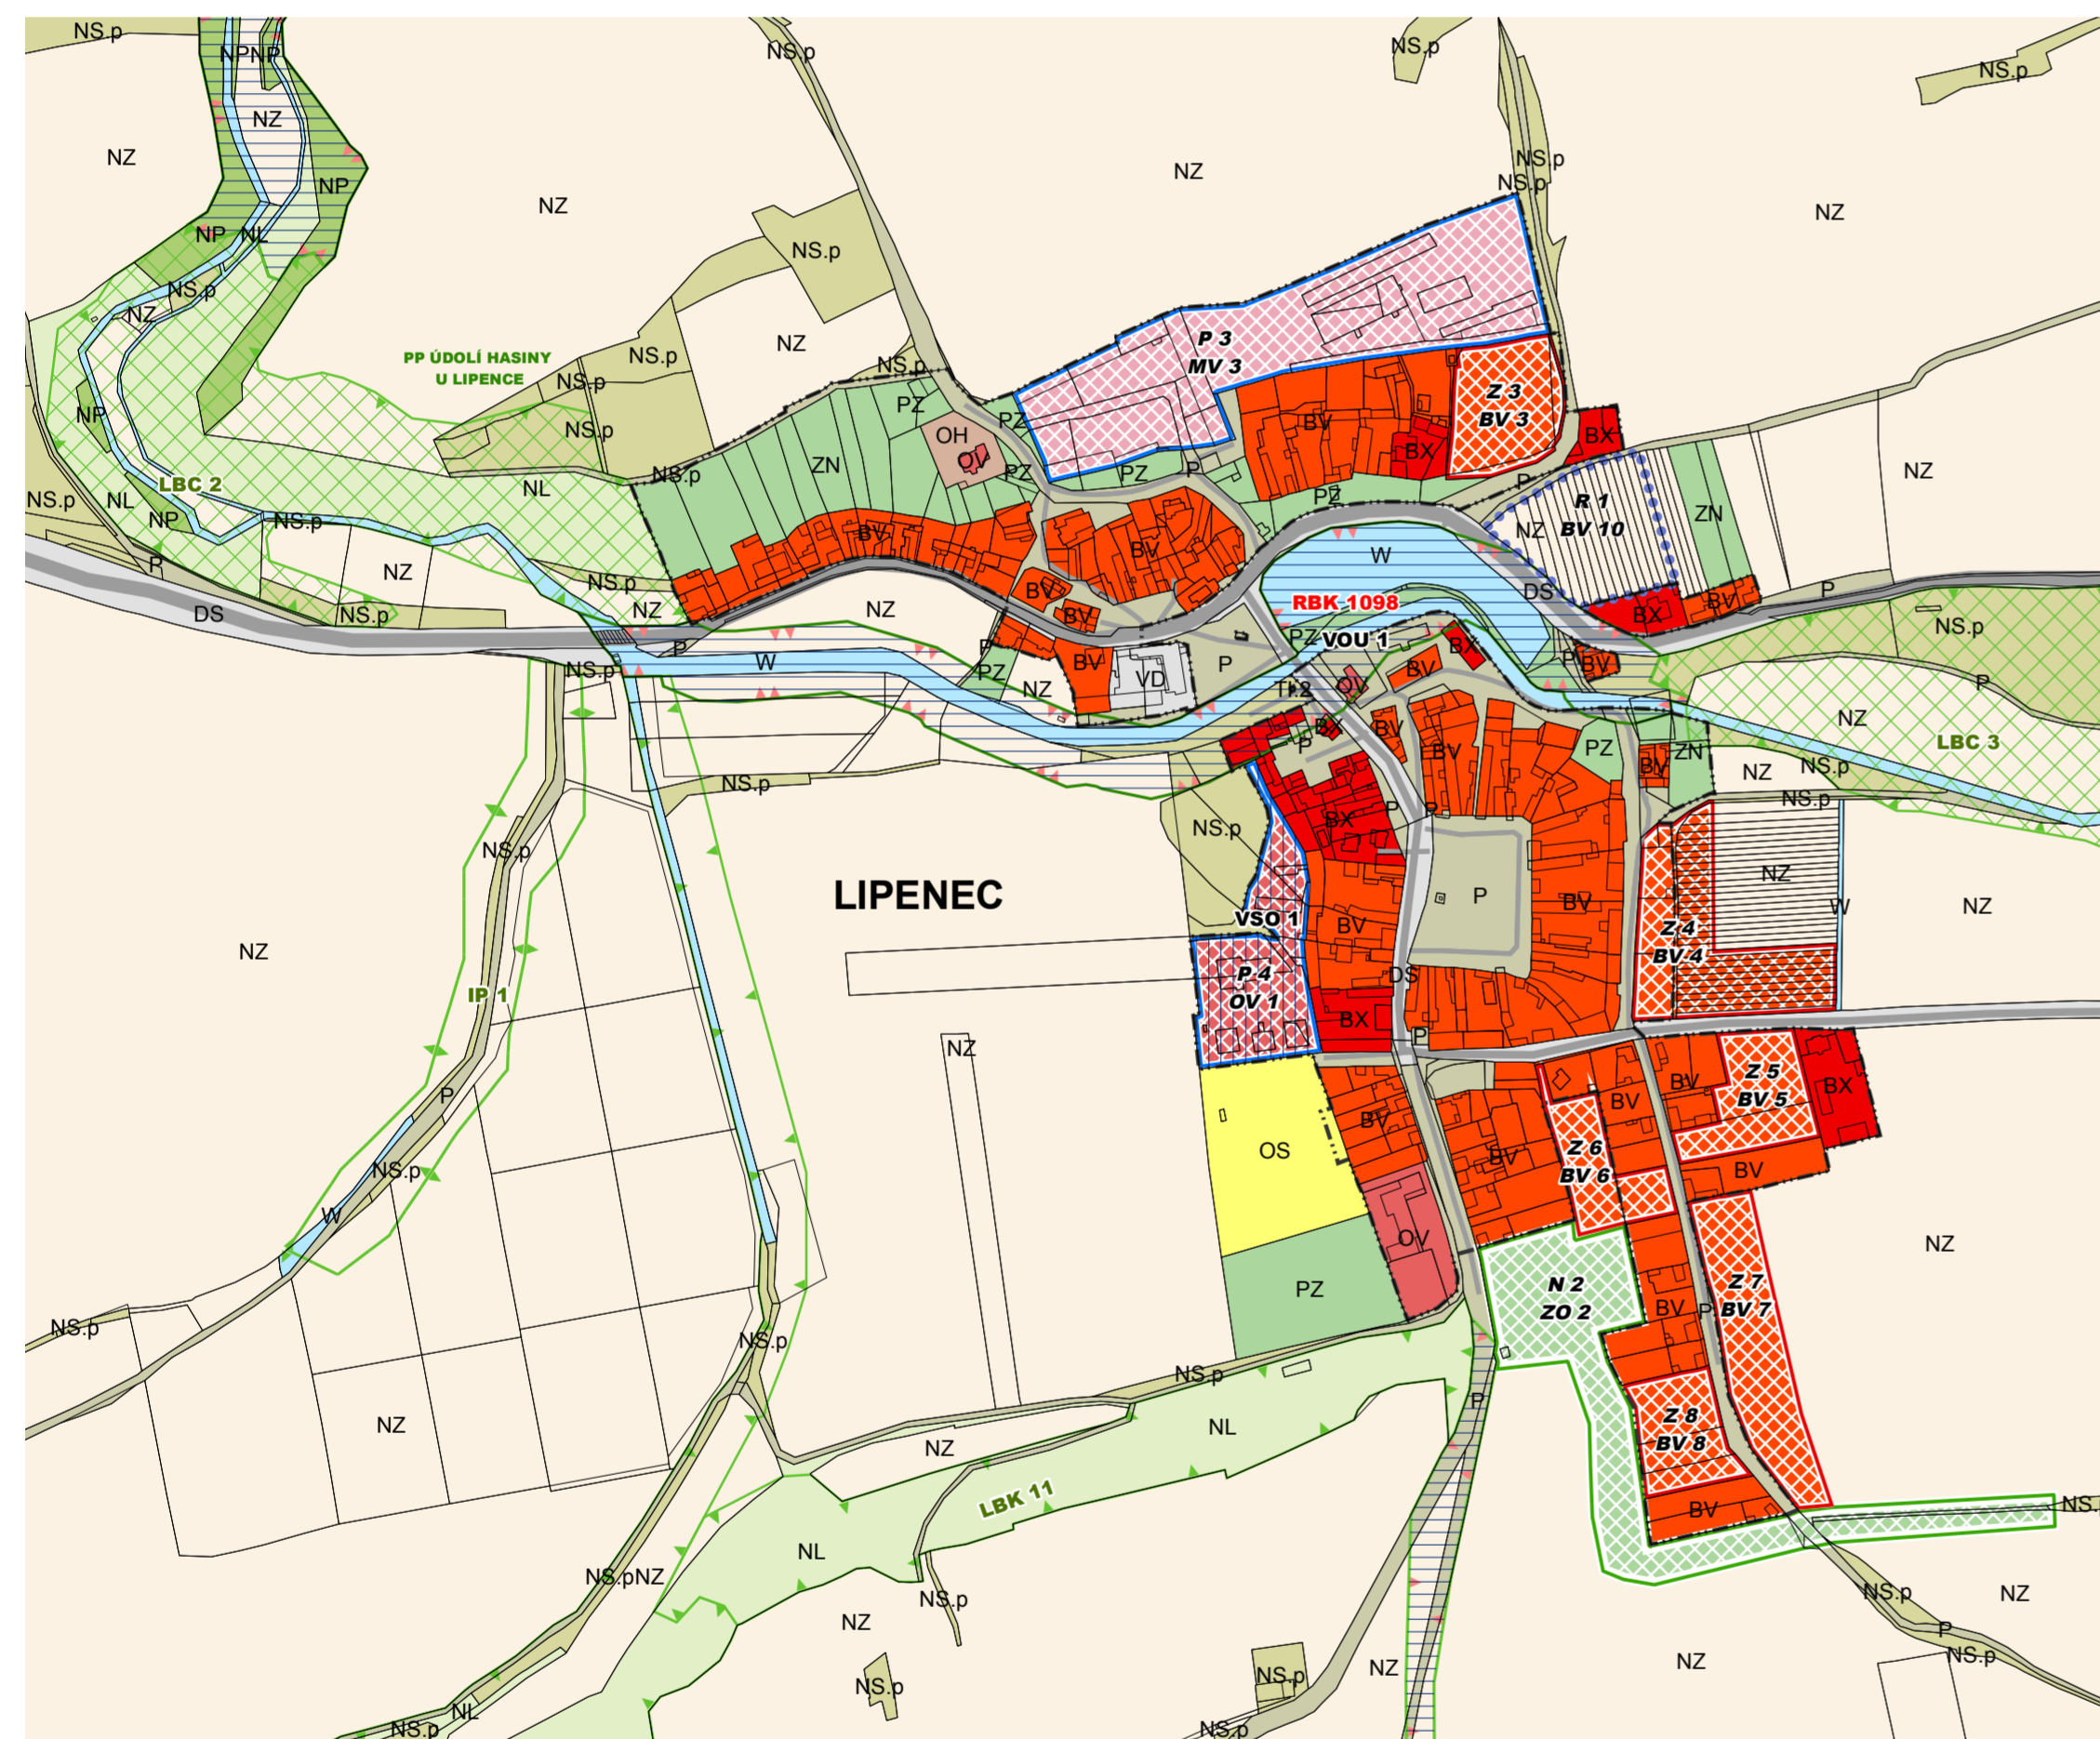 NS.p
NPNP
NS.p
NS.p
NS.p
NZ
NZ
NS.p
NZ
NS.p
NP
NZ
NZ
NP
NL
NS.p
NS.p
NZ
P 3
MV 3
NZ
PP ÚDOLÍ HASINY
U LIPENCE
NS.p
NS.p
NS.p
Z 3
BV 3
NP
PZ
PZ
BV
NS.p
OH
BX
BX
OV
ZN
PZ
PZ
P
NZ
NS.p
LBC 2
NL
PZ
P
NS.p
NL
R 1
BV 10
NP
NS.p
NZ
ZN
BV
BV
W
P
NZ
NS.p
BV
DS
P
RBK 1098
BV
DS
NS.p
NZ
NZ
BV
BX
PZ
VOU 1
NS.p
P
P
BX
W
BV
P
P
BV
NS.p
PZ
VD
BV
OV
P
NZ
TI.2
NZ
BX
BV
P
BV
PZ
ZN
LBC 3
BV
NZ
NS.p
NS.p
NS.p
P
P
BX
NS.p
NS.p
NZ
LIPENEC
P
BV
W
NZ
VSO 1
BV
Z 4
BV 4
NZ
P 4
OV 1
DS
IP 1
BX
P
NZ
BV
Z 5
BV 5
BX
P
BV
BV
OS
Z 6
BV 6
BV
NS.p
BV
W
OV
NZ
PZ
N 2
ZO 2
Z 7
BV 7
BV
P
NS.p
NS.p
NS.p
P
NZ
NL
Z 8
BV 8
NZ
LBK 11
BV
NS.
NL
NS.pNZ
NS.p
NS.p
NZ
NZ
P
NS.p
NZ
NZ
NS.p
NS.p
NL
NS.p
NS.p